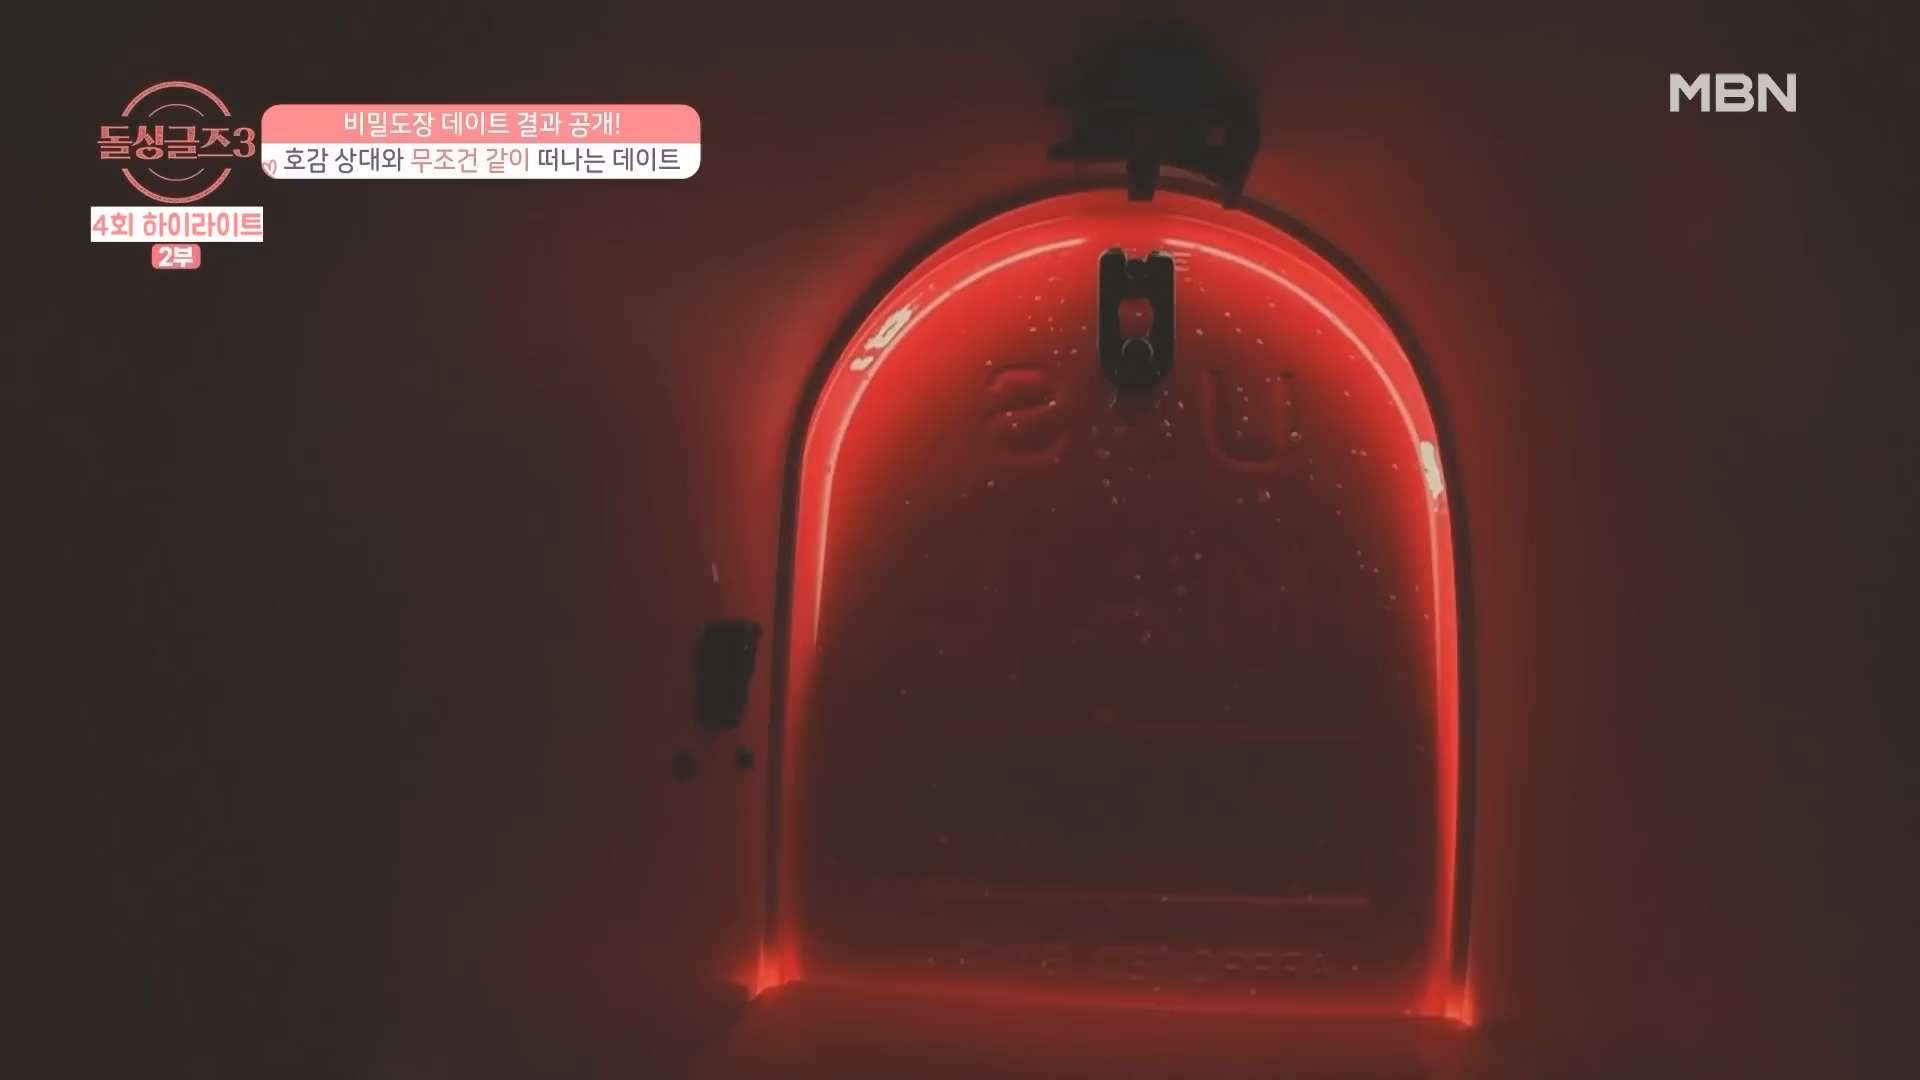 돌싱글즈3
비밀도장 데이트 결과 공개!
호감 상대와 무조건 같이 떠나는 데이트
4회 하이라이트
2부
MBN